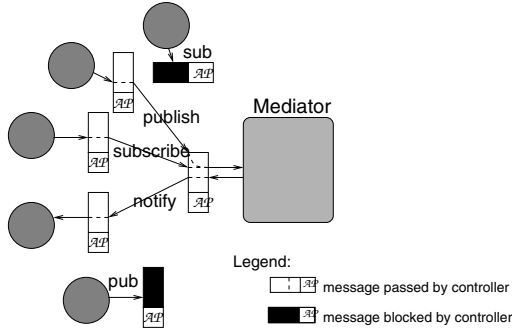 sub
AP
AP
publish
Mediator
AP
subscribe
AP
notify
AP
AP
pub
AP
Legend:
AP message passed by controller
AP message blocked by controller